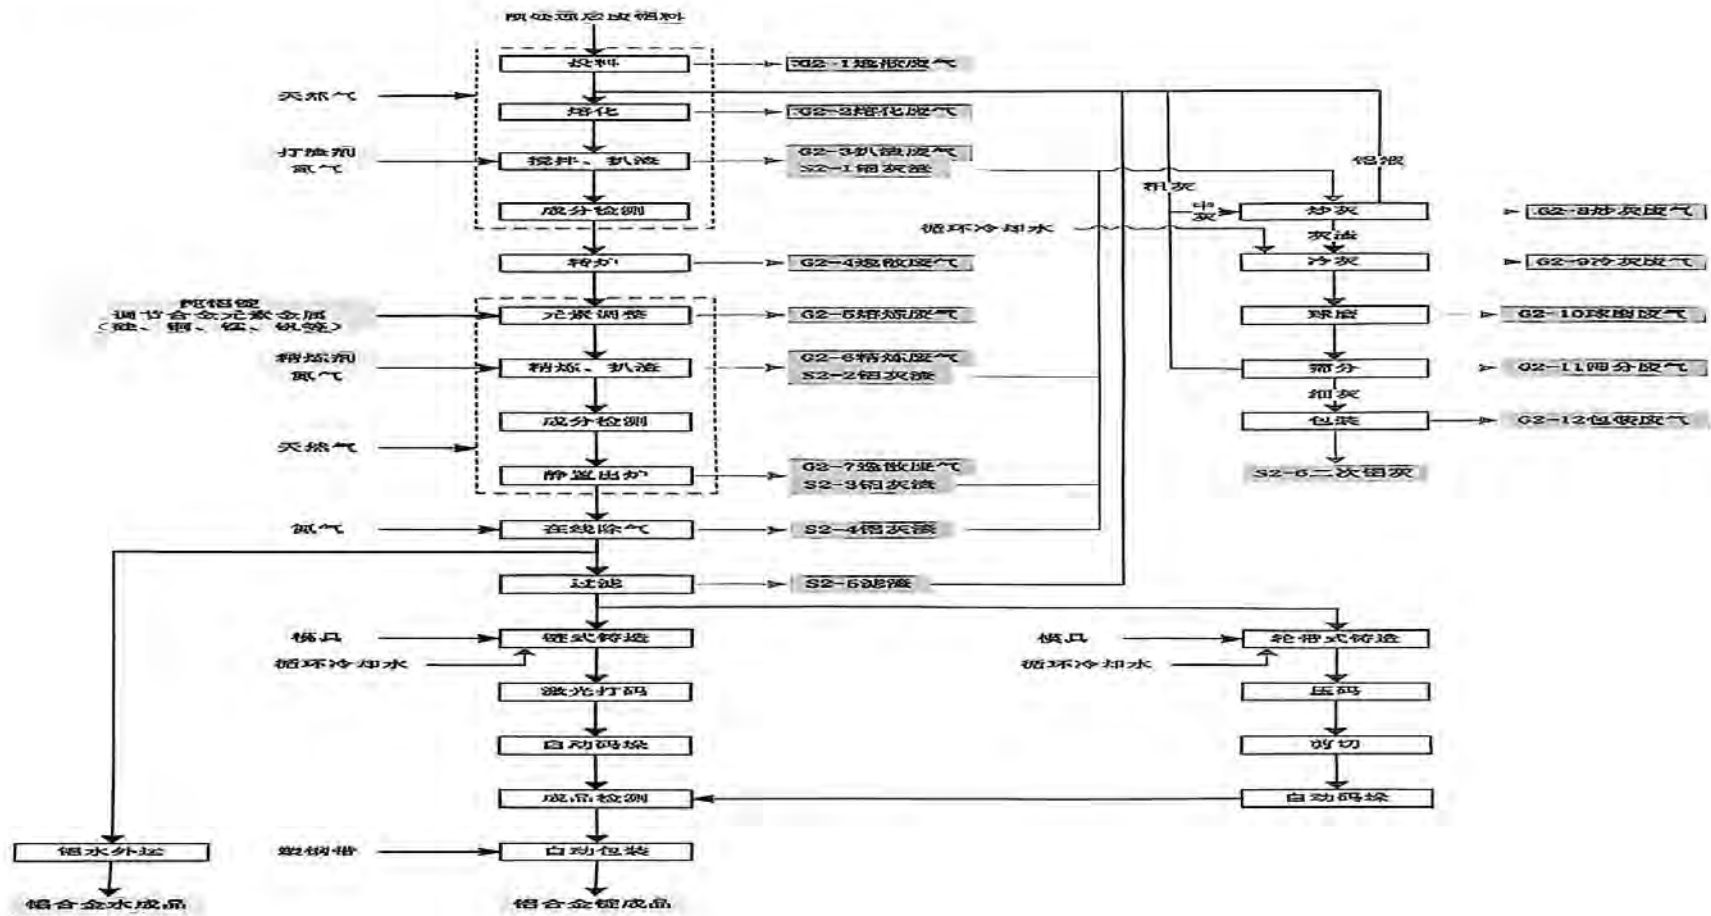 预处理后废铝料
投料
G2-1逸散废气
天然气
熔化
G2-2熔化废气
打渣剂
氮气
搅拌、扒渣
G2-3扒渣废气
S2-1铝灰渣
铝液
粗灰
成分检测
中灰
炒灰
G2-8炒灰废气
循环冷却水
灰渣
转炉
G2-4逸散废气
冷灰
G2-9冷灰废气
纯铝锭
调节合金元素金属
（硅、铜、锰、钒等）
元素调整
G2-5熔炼废气
球磨
G2-10球磨废气
精炼剂
氮气
精炼、扒渣
G2-6精炼废气
S2-2铝灰渣
筛分
G2-11筛分废气
细灰
成分检测
包装
G2-12包装废气
天然气
静置出炉
G2-7逸散废气
S2-3铝灰渣
S2-6二次铝灰
氮气
在线除气
S2-4铝灰渣
过滤
S2-5滤渣
模具
链式铸造
模具
轮带式铸造
循环冷却水
循环冷却水
激光打码
压码
自动码垛
剪切
成品检测
自动码垛
铝水外运
塑钢带
自动包装
铝合金水成品
铝合金锭成品